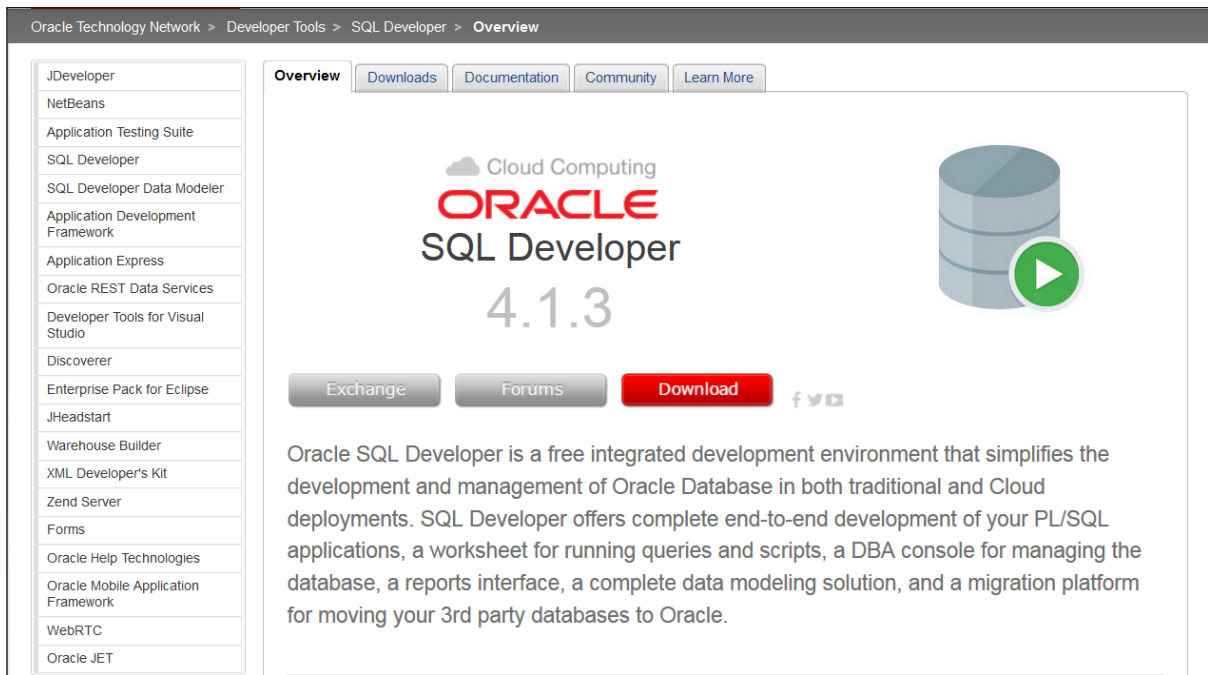 Oracle Technology Network > Developer Tools > SQL Developer > Overview
JDeveloper
NetBeans
Application Testing Suite
SQL Developer
SQL Developer Data Modeler
Application Development
Framework
Application Express
Oracle REST Data Services
Developer Tools for Visual
Studio
Discoverer
Enterprise Pack for Eclipse
JHeadstart
Warehouse Builder
XML Developer's Kit
Zend Server
Forms
Oracle Help Technologies
Oracle Mobile Application
Framework
WebRTC
Oracle JET
Overview Downloads Documentation Community Learn More
Cloud Computing
ORACLE
SQL Developer
4.1.3
Exchange Forums Download
Oracle SQL Developer is a free integrated development environment that simplifies the
development and management of Oracle Database in both traditional and Cloud
deployments. SQL Developer offers complete end-to-end development of your PL/SQL
applications, a worksheet for running queries and scripts, a DBA console for managing the
database, a reports interface, a complete data modeling solution, and a migration platform
for moving your 3rd party databases to Oracle.